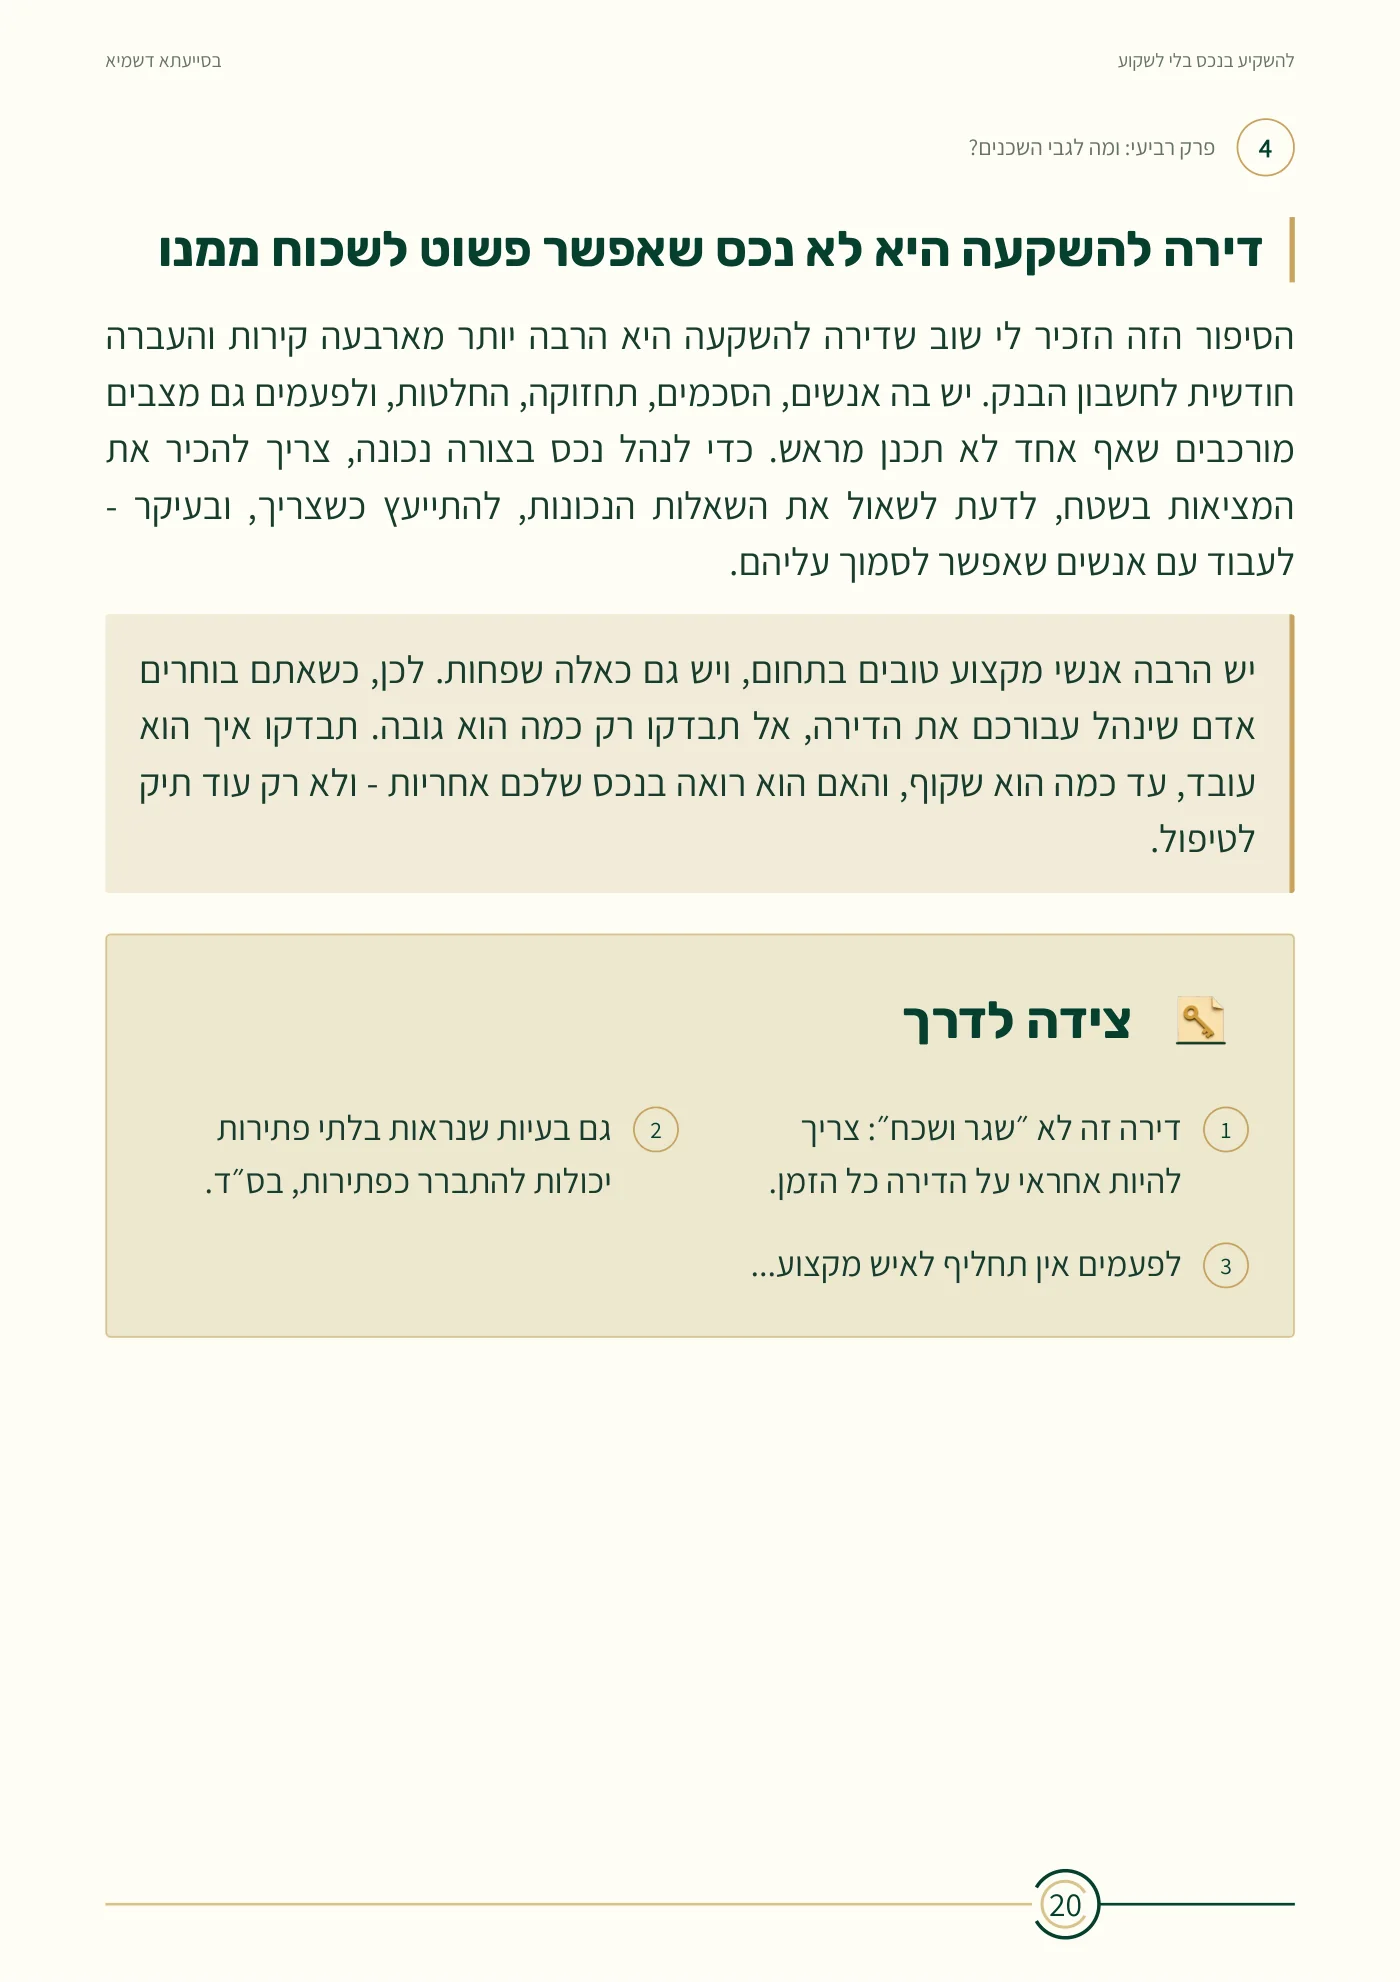 להשקיע בנכס בלי לשקוע
בסייעתא דשמיא
4
פרק רביעי: ומה לגבי השכנים?
דירה להשקעה היא לא נכס שאפשר פשוט לשכוח ממנו
הסיפור הזה הזכיר לי שוב שדירה להשקעה היא הרבה יותר מארבעה קירות והעברה
חודשית לחשבון הבנק. יש בה אנשים, הסכמים, תחזוקה, החלטות, ולפעמים גם מצבים
מורכבים שאף אחד לא תכנן מראש. כדי לנהל נכס בצורה נכונה, צריך להכיר את
המציאות בשטח, לדעת לשאול את השאלות הנכונות, להתייעץ כשצריך, ובעיקר -
לעבוד עם אנשים שאפשר לסמוך עליהם.
יש הרבה אנשי מקצוע טובים בתחום, ויש גם כאלה שפחות. לכן, כשאתם בוחרים
אדם שינהל עבורכם את הדירה, אל תבדקו רק כמה הוא גובה. תבדקו איך הוא
עובד, עד כמה הוא שקוף, והאם הוא רואה בנכס שלכם אחריות - ולא רק עוד תיק
לטיפול.
צידה לדרך
1
דירה זה לא ״שגר ושכח״: צריך
להיות אחראי על הדירה כל הזמן.
2
גם בעיות שנראות בלתי פתירות
יכולות להתברר כפתירות, בס״ד.
3
לפעמים אין תחליף לאיש מקצוע...
20